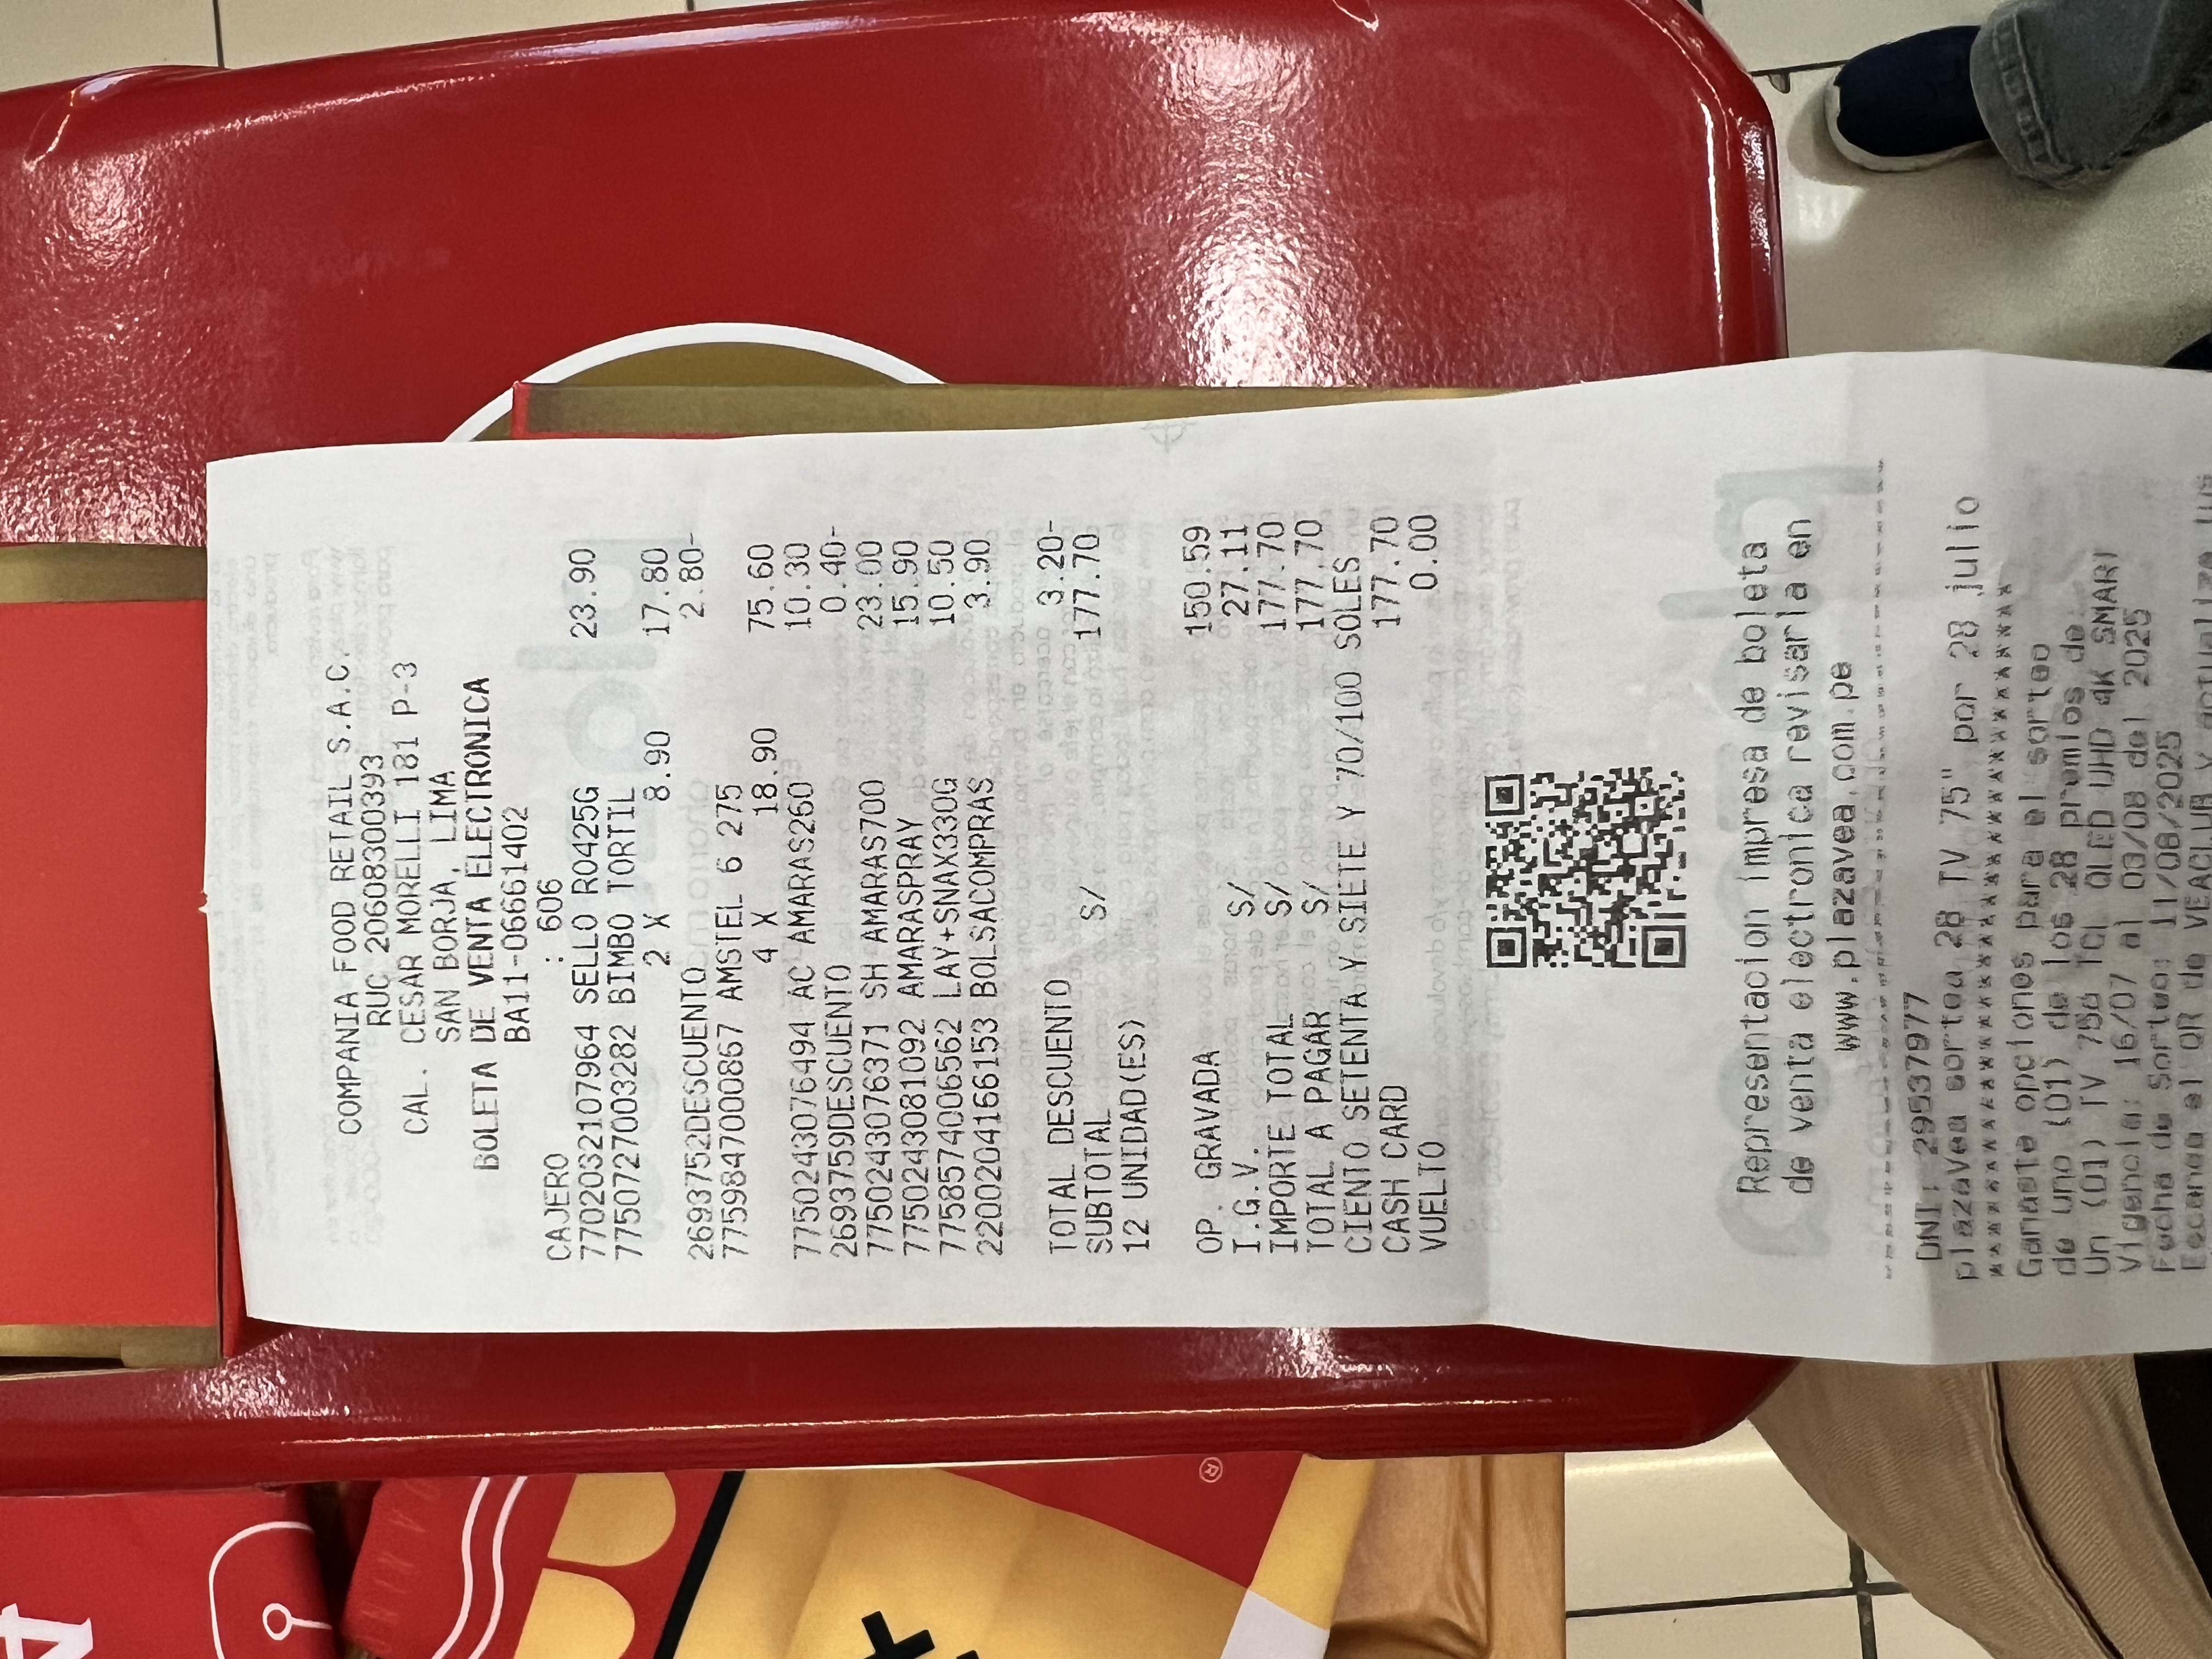 COMPANIA FOOD RETAIL S.A.C.
RUC 20608300393
CAL. CESAR MORELLI 181 P-3
SAN BORJA, LIMA
BOLETA DE VENTA ELECTRONICA
BA11-06661402
CAJERO : 606
7702032107964 SELLO RO425G 23.90
7750727003282 BIMBO TORTIL
2 X 8.90 17.80
2693752DESCUENTO 2.80-
7759847000867 AMSTEL 6 275
4 X 18.90 75.60
7750243076494 AC AMARAS260 10.30
2693759DESCUENTO 0.40-
7750243076371 SH AMARAS700 23.00
7750243081092 AMARASPRAY 15.90
7758574006562 LAY+SNAX330G 10.50
2200204166153 BOLSACOMPRAS 3.90
TOTAL DESCUENTO 3.20-
SUBTOTAL S/ 177.70
12 UNIDAD(ES)
OP. GRAVADA 150.59
I.G.V. S/ 27.11
IMPORTE TOTAL S/ 177.70
TOTAL A PAGAR S/ 177.70
CIENTO SETENTA Y SIETE Y 70/100 SOLES
CASH CARD 177.70
VUELTO 0.00
Representacion impresa de boleta
de venta electronica revisarla en
www.plazavea.com.pe
DNI: 29537977
plazaVea sortea 28 TV 75" por 28 julio
**************************************
Ganaste opciones para el sorteo
de uno (01) de los 28 premios de:
Un (01) TV TCL QLED UHD 4K SMART
Vigencia: 16/07 al 03/08 del 2025
Fecha de Sorteo: 11/08/2025
Escanea el QR de VEACLUB y actualiza tus